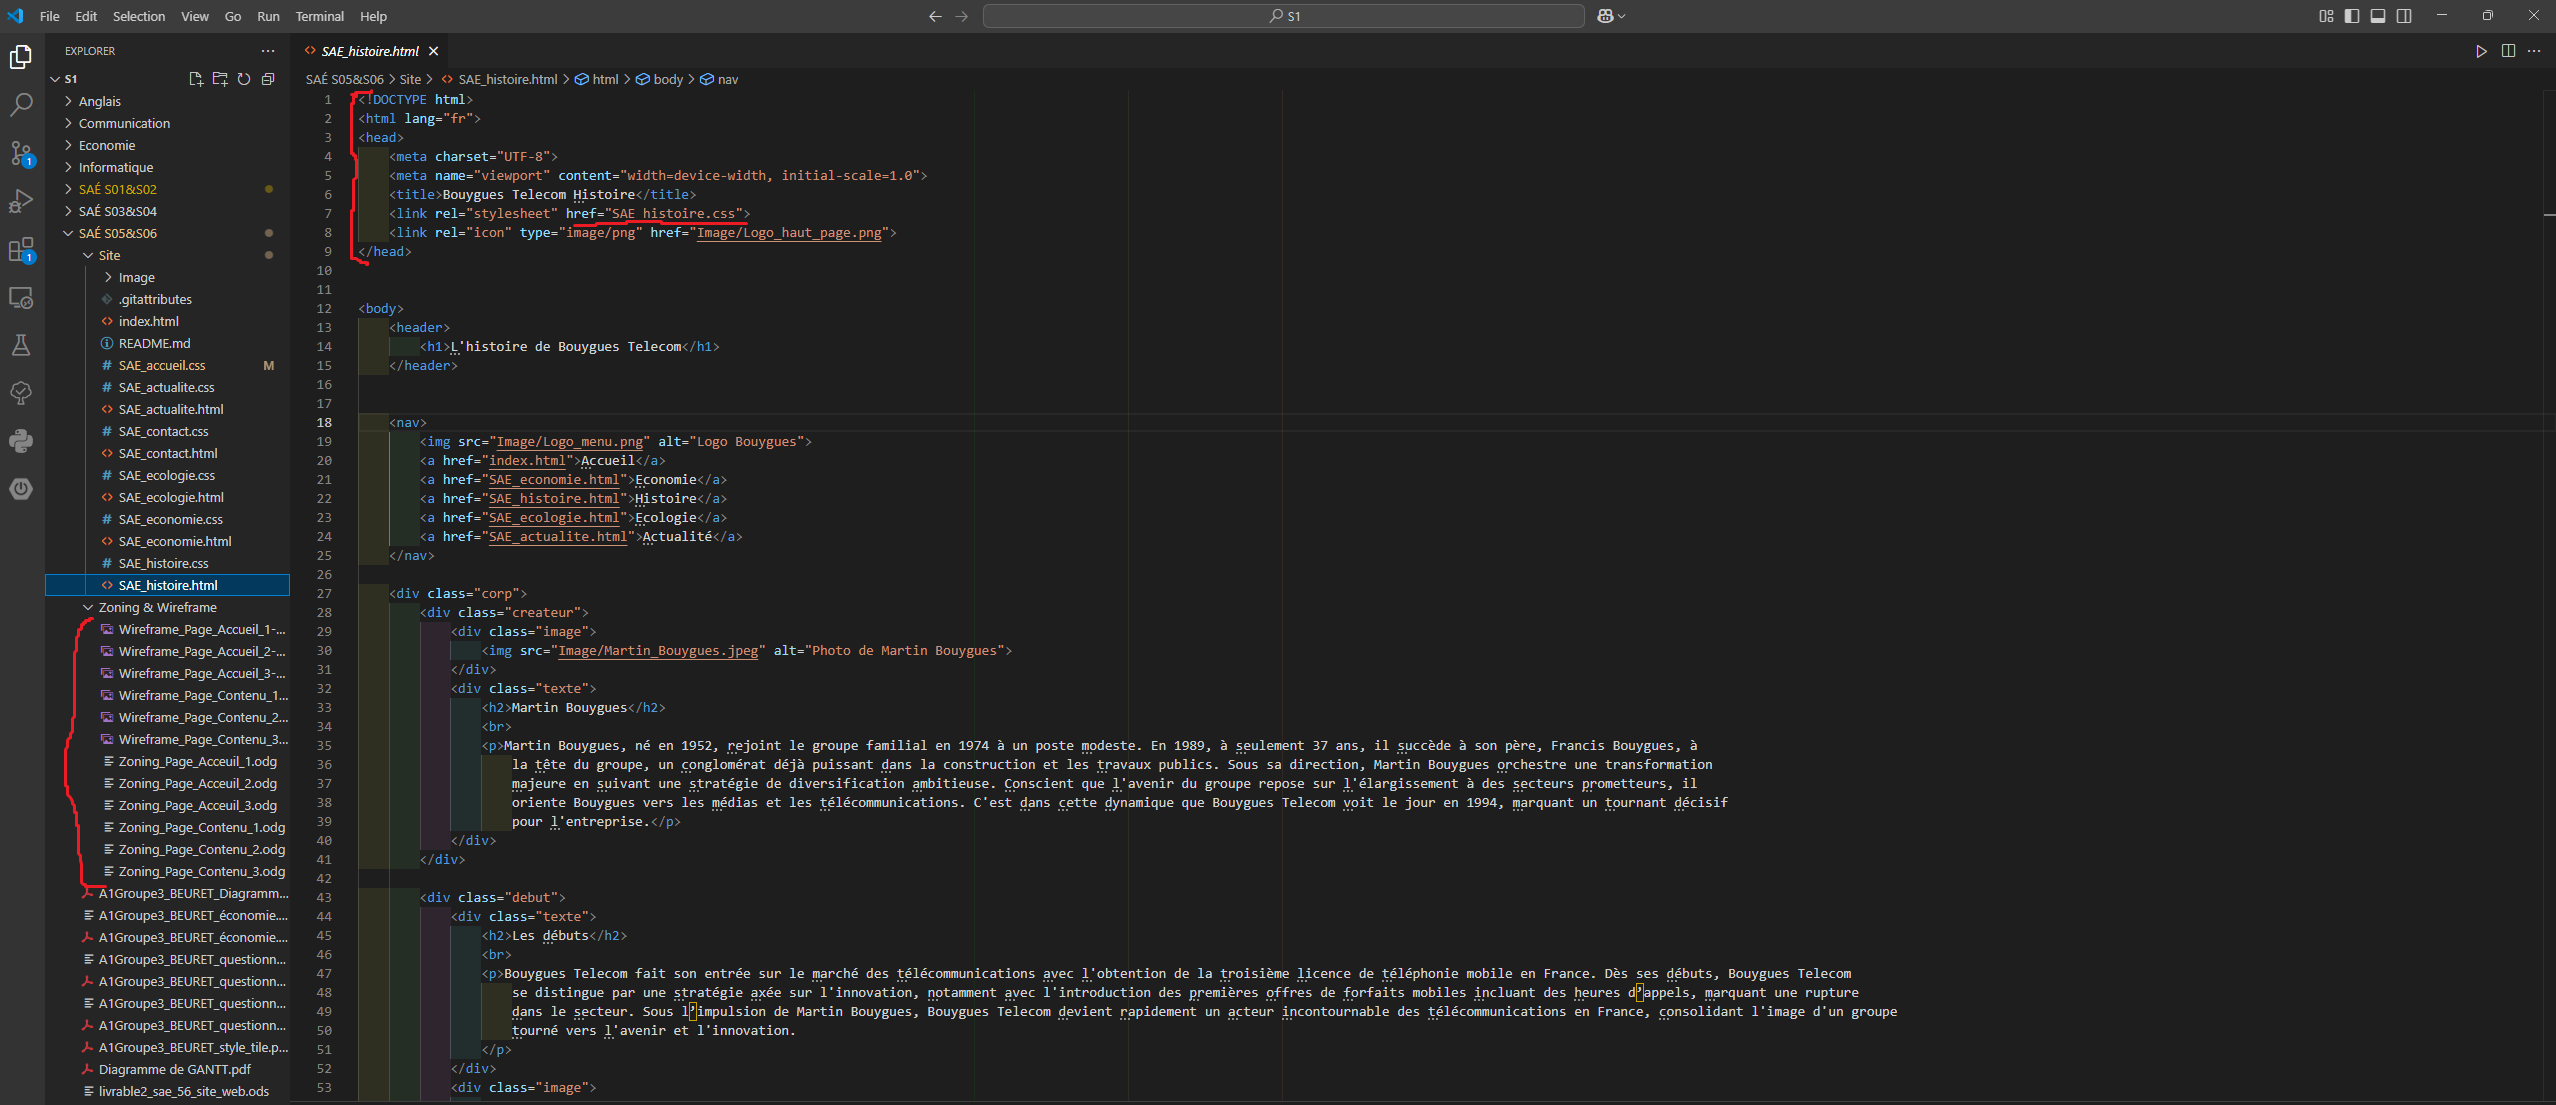 File Edit Selection View Go Run Terminal Help
S1
EXPLORER
S1
Anglais
Communication
Economie
Informatique
SAÉ S01&S02
SAÉ S03&S04
SAÉ S05&S06
Site
Image
.gitattributes
index.html
README.md
SAE_accueil.css M
SAE_actualite.css
SAE_actualite.html
SAE_contact.css
SAE_contact.html
SAE_ecologie.css
SAE_ecologie.html
SAE_economie.css
SAE_economie.html
SAE_histoire.css
SAE_histoire.html
Zoning & Wireframe
Wireframe_Page_Accueil_1-...
Wireframe_Page_Accueil_2-...
Wireframe_Page_Accueil_3-...
Wireframe_Page_Contenu_1...
Wireframe_Page_Contenu_2...
Wireframe_Page_Contenu_3...
Zoning_Page_Acceuil_1.odg
Zoning_Page_Acceuil_2.odg
Zoning_Page_Acceuil_3.odg
Zoning_Page_Contenu_1.odg
Zoning_Page_Contenu_2.odg
Zoning_Page_Contenu_3.odg
A1Groupe3_BEURET_Diagramm...
A1Groupe3_BEURET_économie....
A1Groupe3_BEURET_économie....
A1Groupe3_BEURET_questionn...
A1Groupe3_BEURET_questionn...
A1Groupe3_BEURET_questionn...
A1Groupe3_BEURET_questionn...
A1Groupe3_BEURET_style_tile.p...
Diagramme de GANTT.pdf
livrable2_sae_56_site_web.ods
1
1
SAE_histoire.html
SAÉ S05&S06 > Site > SAE_histoire.html > html > body > nav
1 <!DOCTYPE html>
2 <html lang="fr">
3 <head>
4 <meta charset="UTF-8">
5 <meta name="viewport" content="width=device-width, initial-scale=1.0">
6 <title>Bouygues Telecom Histoire</title>
7 <link rel="stylesheet" href="SAE_histoire.css">
8 <link rel="icon" type="image/png" href="Image/Logo_haut_page.png">
9 </head>
10
11
12 <body>
13 <header>
14 <h1>L'histoire de Bouygues Telecom</h1>
15 </header>
16
17
18 <nav>
19 <img src="Image/Logo_menu.png" alt="Logo Bouygues">
20 <a href="index.html">Accueil</a>
21 <a href="SAE_economie.html">Economie</a>
22 <a href="SAE_histoire.html">Histoire</a>
23 <a href="SAE_ecologie.html">Ecologie</a>
24 <a href="SAE_actualite.html">Actualité</a>
25 </nav>
26
27 <div class="corp">
28 <div class="createur">
29 <div class="image">
30 <img src="Image/Martin_Bouygues.jpeg" alt="Photo de Martin Bouygues">
31 </div>
32 <div class="texte">
33 <h2>Martin Bouygues</h2>
34 <br>
35 <p>Martin Bouygues, né en 1952, rejoint le groupe familial en 1974 à un poste modeste. En 1989, à seulement 37 ans, il succède à son père, Francis Bouygues, à
36 la tête du groupe, un conglomérat déjà puissant dans la construction et les travaux publics. Sous sa direction, Martin Bouygues orchestre une transformation
37 majeure en suivant une stratégie de diversification ambitieuse. Conscient que l'avenir du groupe repose sur l'élargissement à des secteurs prometteurs, il
38 oriente Bouygues vers les médias et les télécommunications. C'est dans cette dynamique que Bouygues Telecom voit le jour en 1994, marquant un tournant décisif
39 pour l'entreprise.</p>
40 </div>
41 </div>
42
43 <div class="debut">
44 <div class="texte">
45 <h2>Les débuts</h2>
46 <br>
47 <p>Bouygues Telecom fait son entrée sur le marché des télécommunications avec l'obtention de la troisième licence de téléphonie mobile en France. Dès ses débuts, Bouygues Telecom
48 se distingue par une stratégie axée sur l'innovation, notamment avec l'introduction des premières offres de forfaits mobiles incluant des heures d’appels, marquant une rupture
49 dans le secteur. Sous l’impulsion de Martin Bouygues, Bouygues Telecom devient rapidement un acteur incontournable des télécommunications en France, consolidant l'image d'un groupe
50 tourné vers l'avenir et l'innovation.
51 </p>
52 </div>
53 <div class="image">